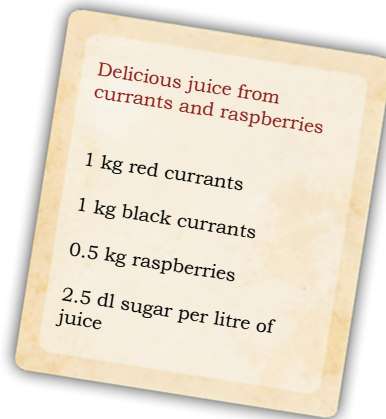 Delicious juice from
currants and raspberries
1 kg red currants
1 kg black currants
0.5 kg raspberries
2.5 dl sugar per litre of
juice